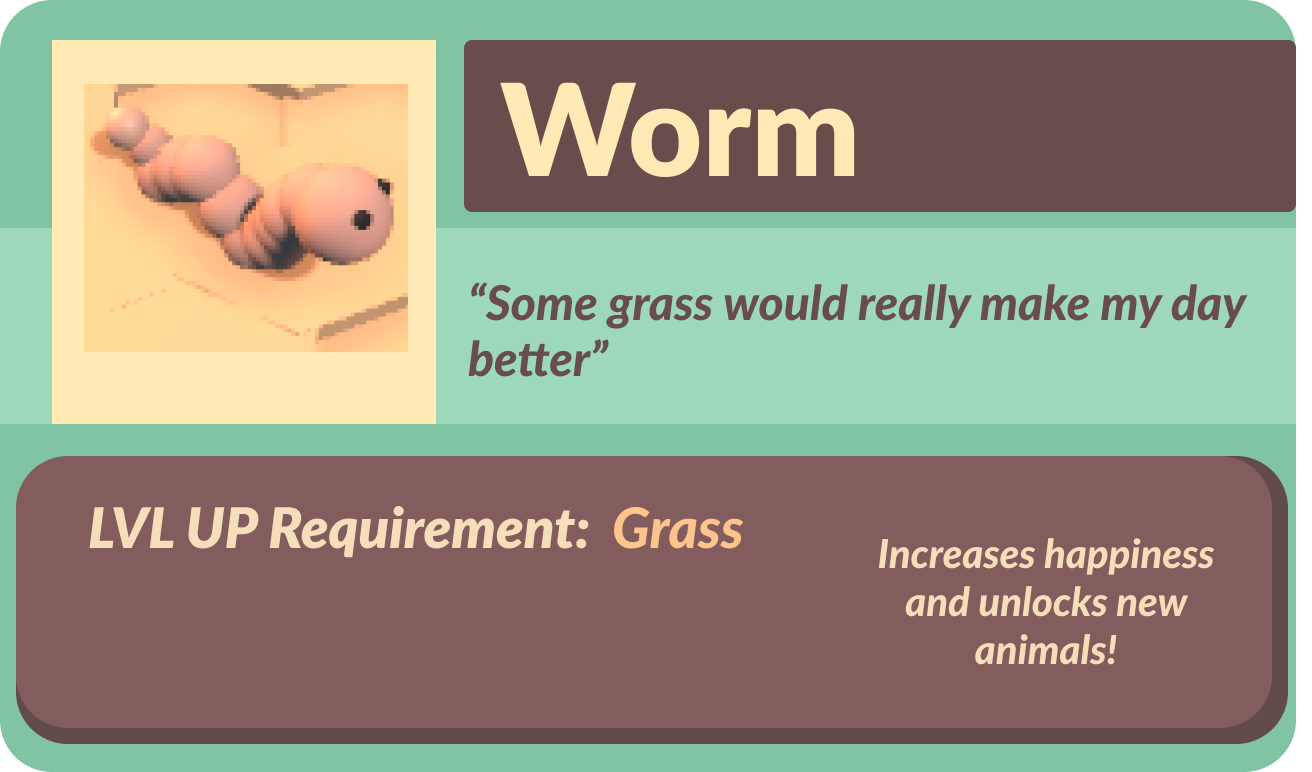 Worm
“Some grass would really make my day
better”
LVL UP Requirement: Grass
Increases happiness
and unlocks new
animals!